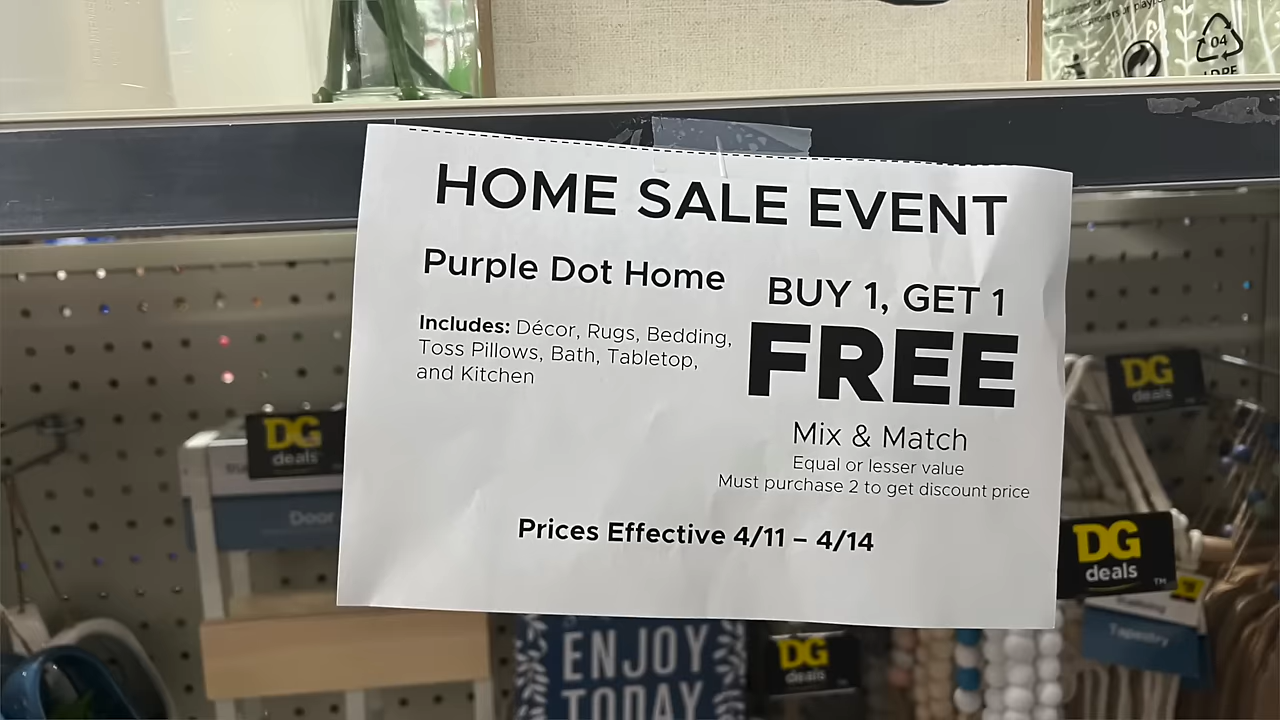 04
HOME SALE EVENT
Purple Dot Home
Includes: Décor, Rugs, Bedding,
Toss Pillows, Bath, Tabletop,
and Kitchen
BUY 1, GET 1
FREE
Mix & Match
Equal or lesser value
Must purchase 2 to get discount price
Prices Effective 4/11 – 4/14
DG
deals
Door
DG
deals
DG
deals™
Tapestry
ENJOY
TODAY
DG
deals